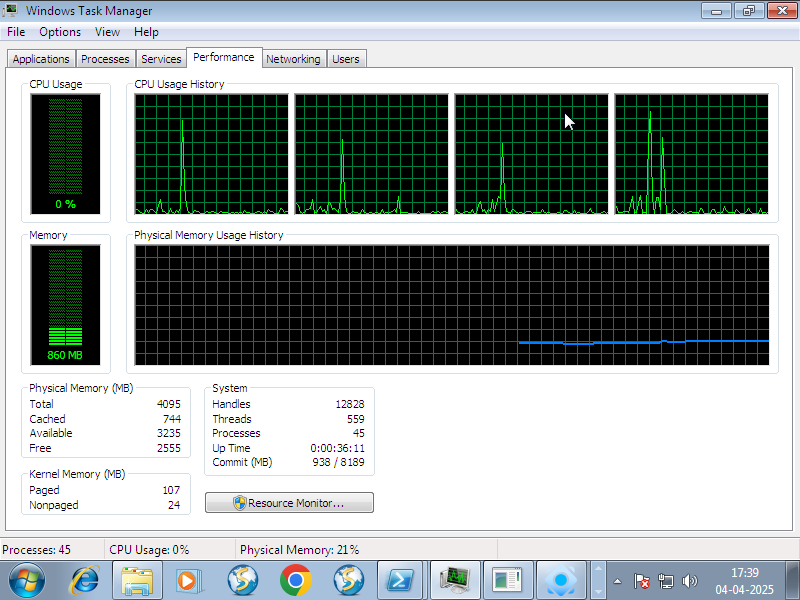 Windows Task Manager
File Options View Help
Applications Processes Services Performance Networking Users
CPU Usage
CPU Usage History
0 %
Memory
Physical Memory Usage History
860 MB
Physical Memory (MB)
Total 4095
Cached 744
Available 3235
Free 2555
System
Handles 12828
Threads 559
Processes 45
Up Time 0:00:36:11
Commit (MB) 938 / 8189
Kernel Memory (MB)
Paged 107
Nonpaged 24
Resource Monitor...
Processes: 45 CPU Usage: 0% Physical Memory: 21%
17:39
04-04-2025